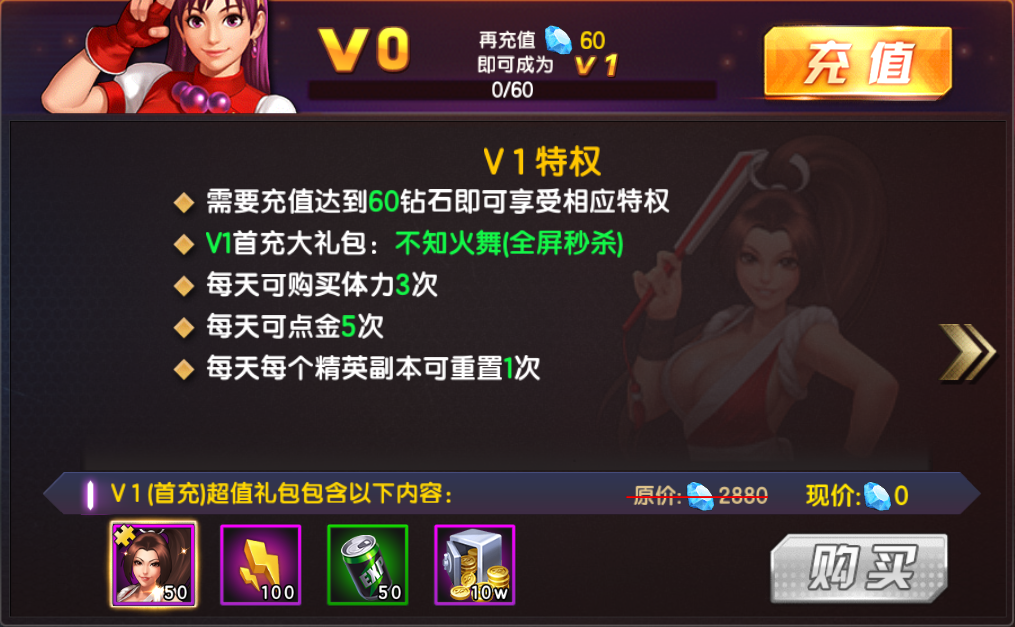 V0
再充值 60
即可成为 V1
0/60
充值
V1特权
需要充值达到60钻石即可享受相应特权
V1首充大礼包：不知火舞(全屏秒杀)
每天可购买体力3次
每天可点金5次
每天每个精英副本可重置1次
V1(首充)超值礼包包含以下内容：
原价: 2880 现价: 0
50
100
EXP
50
10w
购买